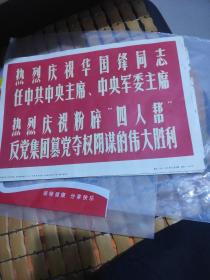 热烈庆祝华国锋同志
任中共中央主席、中央军委主席
热烈庆祝粉碎“四人帮”
反党集团篡党夺权阴谋的伟大胜利